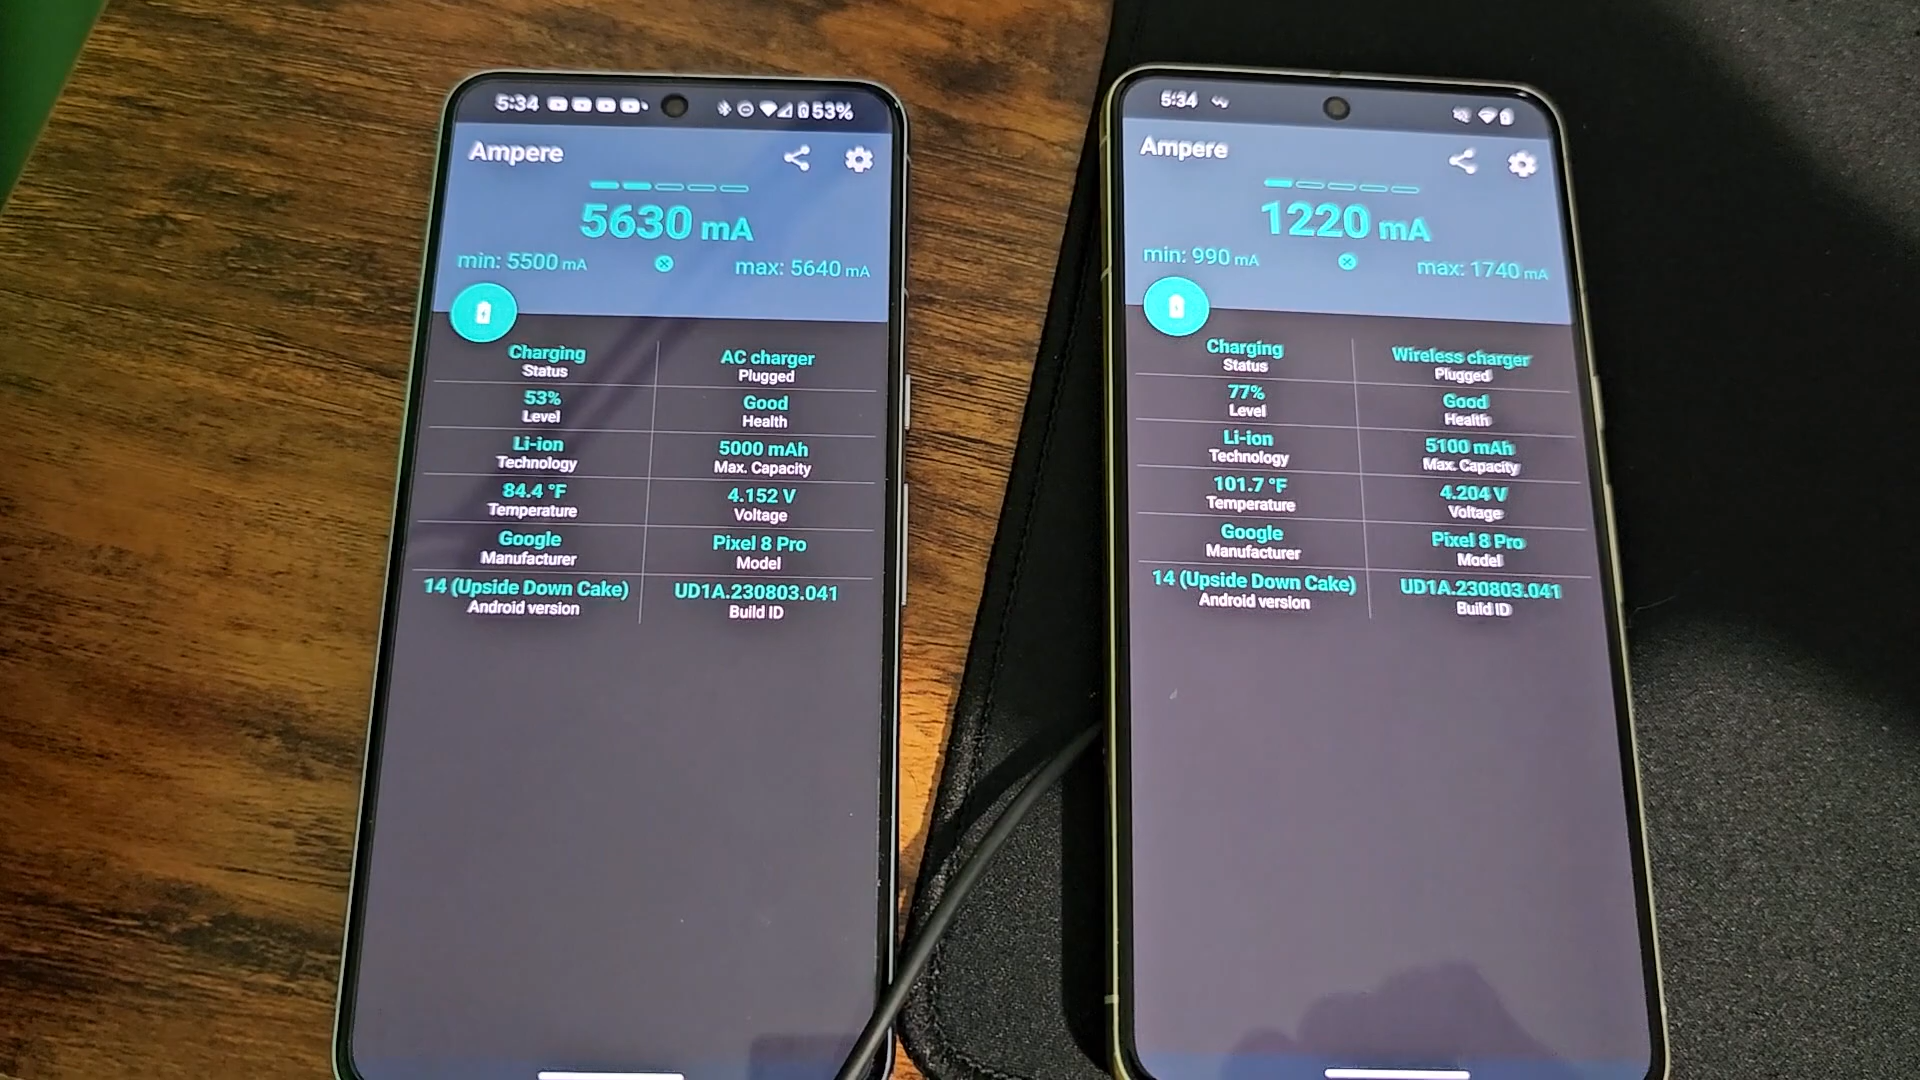 5:34 53%
Ampere
5630 mA
min: 5500 mA max: 5640 mA
Charging
Status
AC charger
Plugged
53%
Level
Good
Health
Li-ion
Technology
5000 mAh
Max. Capacity
84.4 °F
Temperature
4.152 V
Voltage
Google
Manufacturer
Pixel 8 Pro
Model
14 (Upside Down Cake)
Android version
UD1A.230803.041
Build ID
5:34
Ampere
1220 mA
min: 990 mA max: 1740 mA
Charging
Status
Wireless charger
Plugged
77%
Level
Good
Health
Li-ion
Technology
5100 mAh
Max. Capacity
101.7 °F
Temperature
4.204 V
Voltage
Google
Manufacturer
Pixel 8 Pro
Model
14 (Upside Down Cake)
Android version
UD1A.230803.041
Build ID